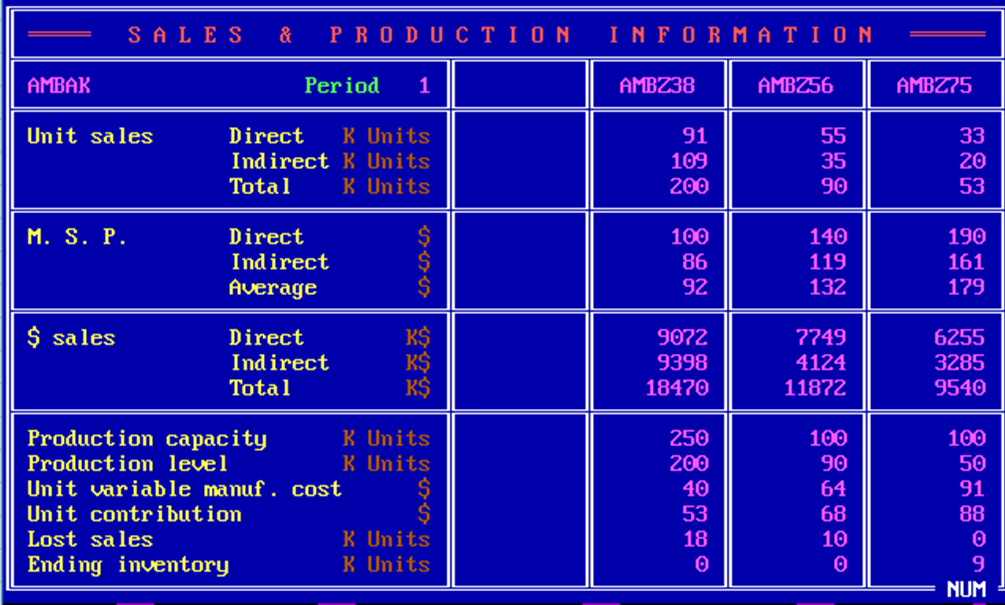 SALES & PRODUCTION INFORMATION
AMBAK Period 1 AMBZ38 AMBZ56 AMBZ75
Unit sales Direct K Units 91 55 33
Indirect K Units 109 35 20
Total K Units 200 90 53
M. S. P. Direct $ 100 140 190
Indirect $ 86 119 161
Average $ 92 132 179
$ sales Direct K$ 9072 7749 6255
Indirect K$ 9398 4124 3285
Total K$ 18470 11872 9540
Production capacity K Units 250 100 100
Production level K Units 200 90 50
Unit variable manuf. cost $ 40 64 91
Unit contribution $ 53 68 88
Lost sales K Units 18 10 0
Ending inventory K Units 0 0 9
NUM